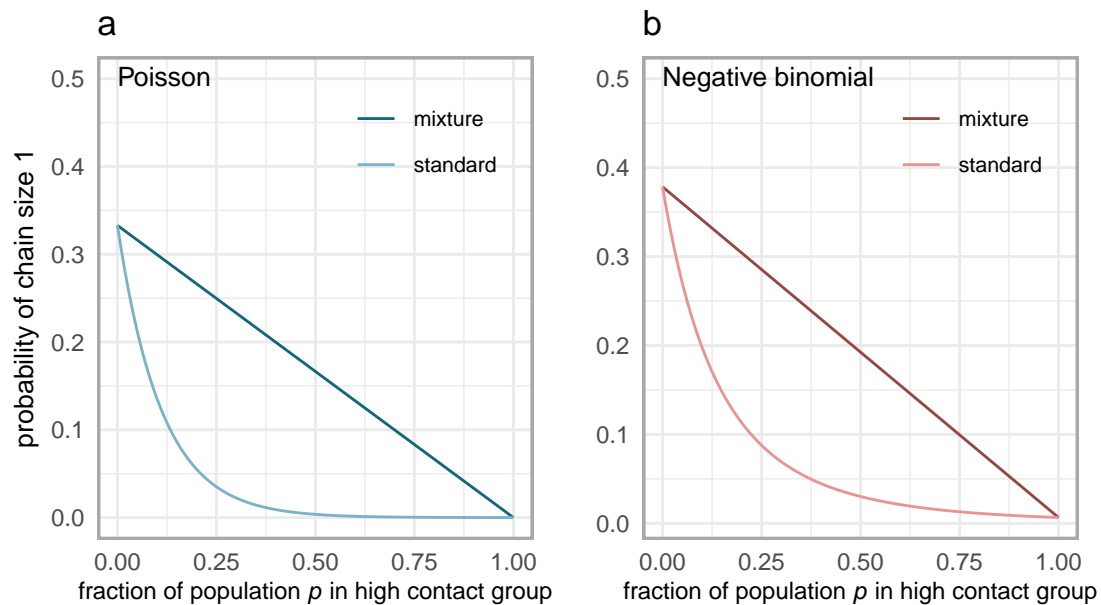 a
Poisson
mixture
standard
0.5
0.4
0.3
0.2
0.1
0.0
probability of chain size 1
0.00 0.25 0.50 0.75 1.00
fraction of population p in high contact group
b
Negative binomial
mixture
standard
0.5
0.4
0.3
0.2
0.1
0.0
0.00 0.25 0.50 0.75 1.00
fraction of population p in high contact group